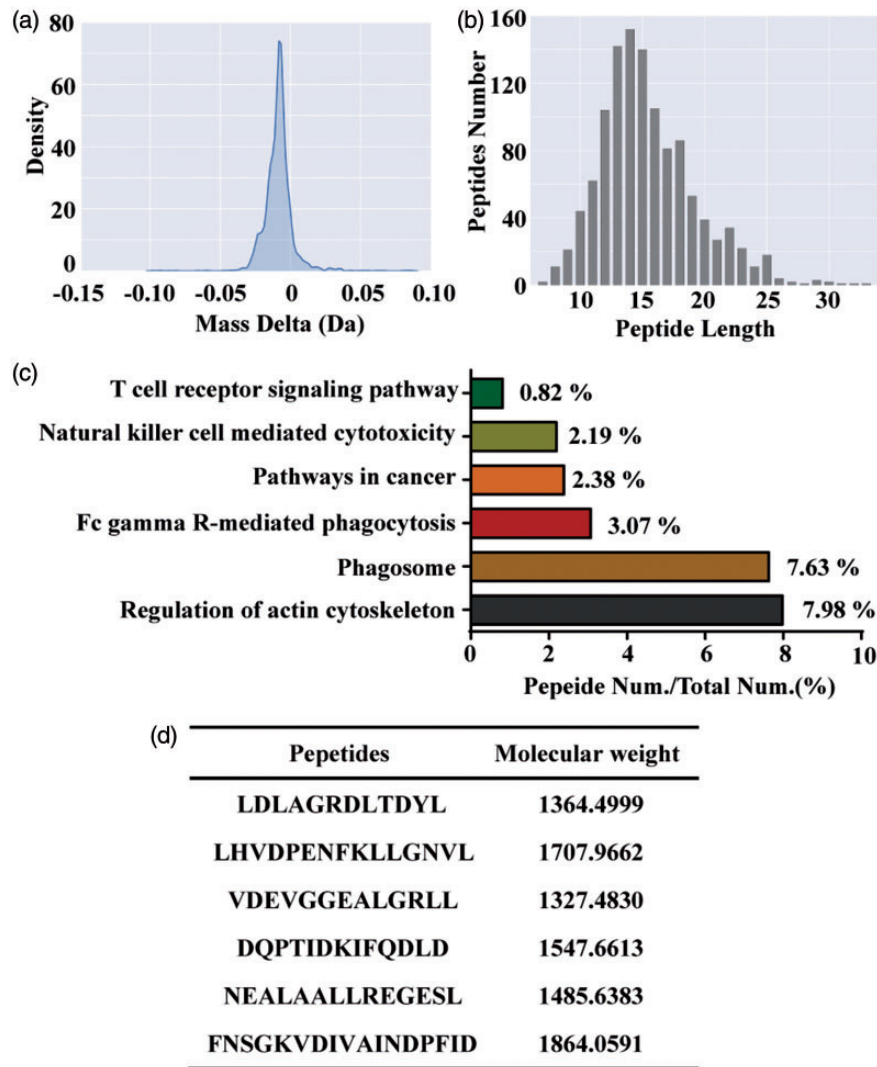 (a)
80
60
40
20
0
Density
-0.15 -0.10 -0.05 0 0.05 0.10
Mass Delta (Da)
(b)
160
120
80
40
0
Peptides Number
10 15 20 25 30
Peptide Length
(c)
T cell receptor signaling pathway 0.82 %
Natural killer cell mediated cytotoxicity 2.19 %
Pathways in cancer 2.38 %
Fc gamma R-mediated phagocytosis 3.07 %
Phagosome 7.63 %
Regulation of actin cytoskeleton 7.98 %
0 2 4 6 8 10
Pepeide Num./Total Num.(%)
(d)
Pepetides Molecular weight
LDLAGRDLTDYL 1364.4999
LHVDPENFKLLGNVL 1707.9662
VDEVGGEALGRLL 1327.4830
DQPTIDKIFQDLD 1547.6613
NEALAALLREGESL 1485.6383
FNSGKVDIVAINDPFID 1864.0591